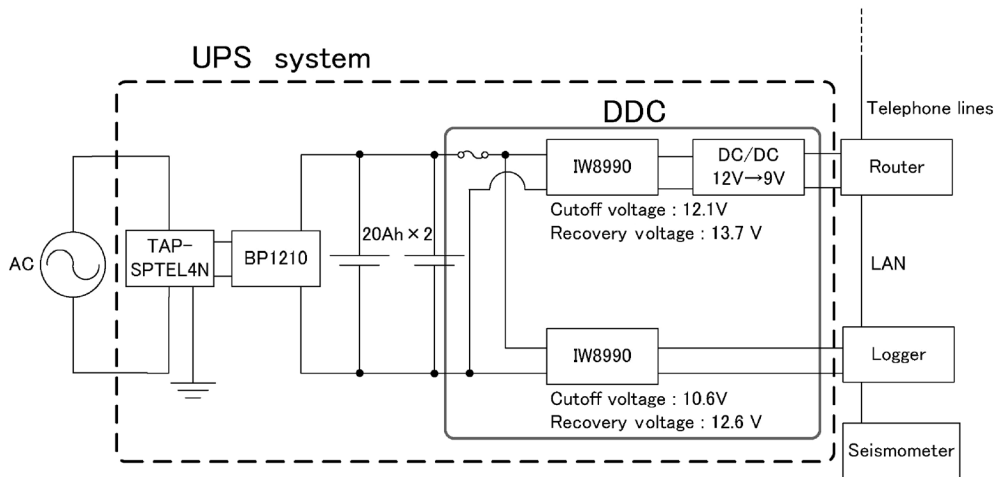 UPS system
DDC
Telephone lines
IW8990
DC/DC
12V→9V
Router
Cutoff voltage : 12.1V
Recovery voltage : 13.7 V
AC
TAP-
SPTEL4N
BP1210
20Ah×2
LAN
IW8990
Logger
Cutoff voltage : 10.6V
Recovery voltage : 12.6 V
Seismometer